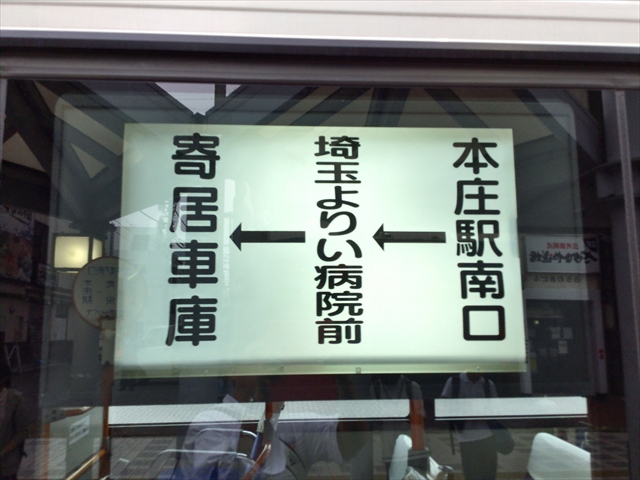 本庄駅南口
←
埼玉よりい病院前
←
寄居車庫